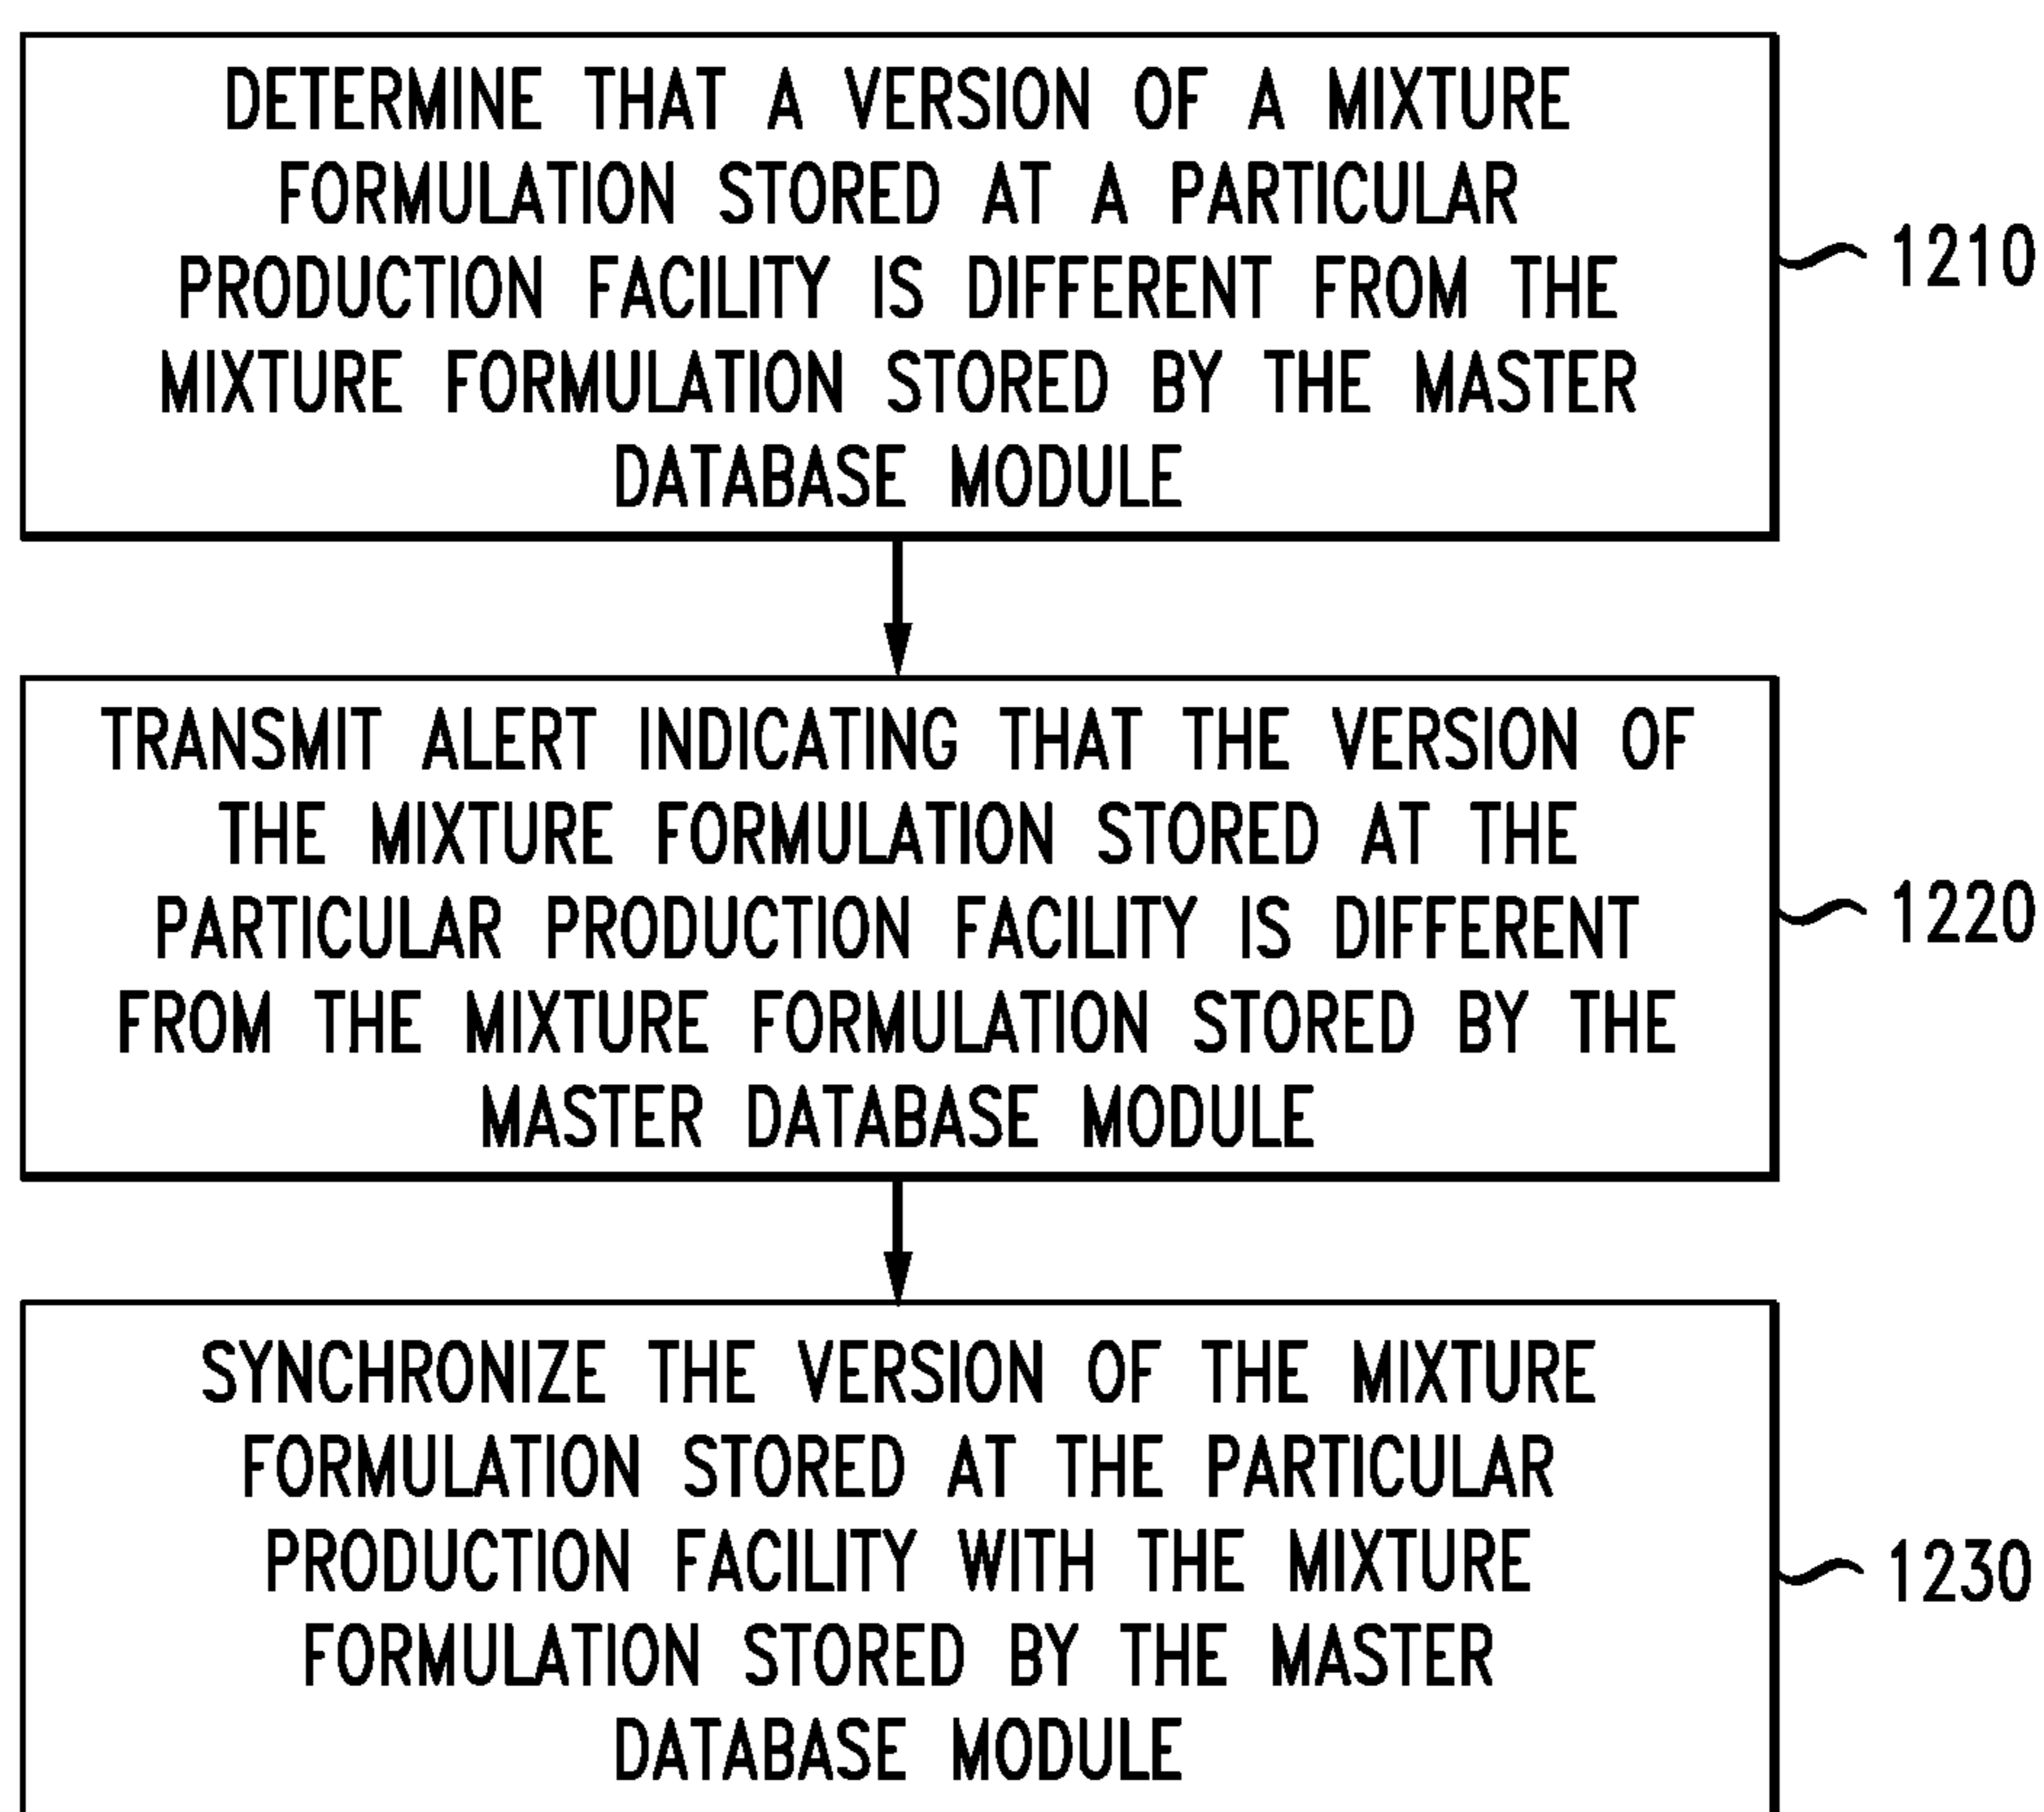 DETERMINE THAT A VERSION OF A MIXTURE
FORMULATION STORED AT A PARTICULAR
PRODUCTION FACILITY IS DIFFERENT FROM THE
MIXTURE FORMULATION STORED BY THE MASTER
DATABASE MODULE
1210
TRANSMIT ALERT INDICATING THAT THE VERSION OF
THE MIXTURE FORMULATION STORED AT THE
PARTICULAR PRODUCTION FACILITY IS DIFFERENT
FROM THE MIXTURE FORMULATION STORED BY THE
MASTER DATABASE MODULE
1220
SYNCHRONIZE THE VERSION OF THE MIXTURE
FORMULATION STORED AT THE PARTICULAR
PRODUCTION FACILITY WITH THE MIXTURE
FORMULATION STORED BY THE MASTER
DATABASE MODULE
1230